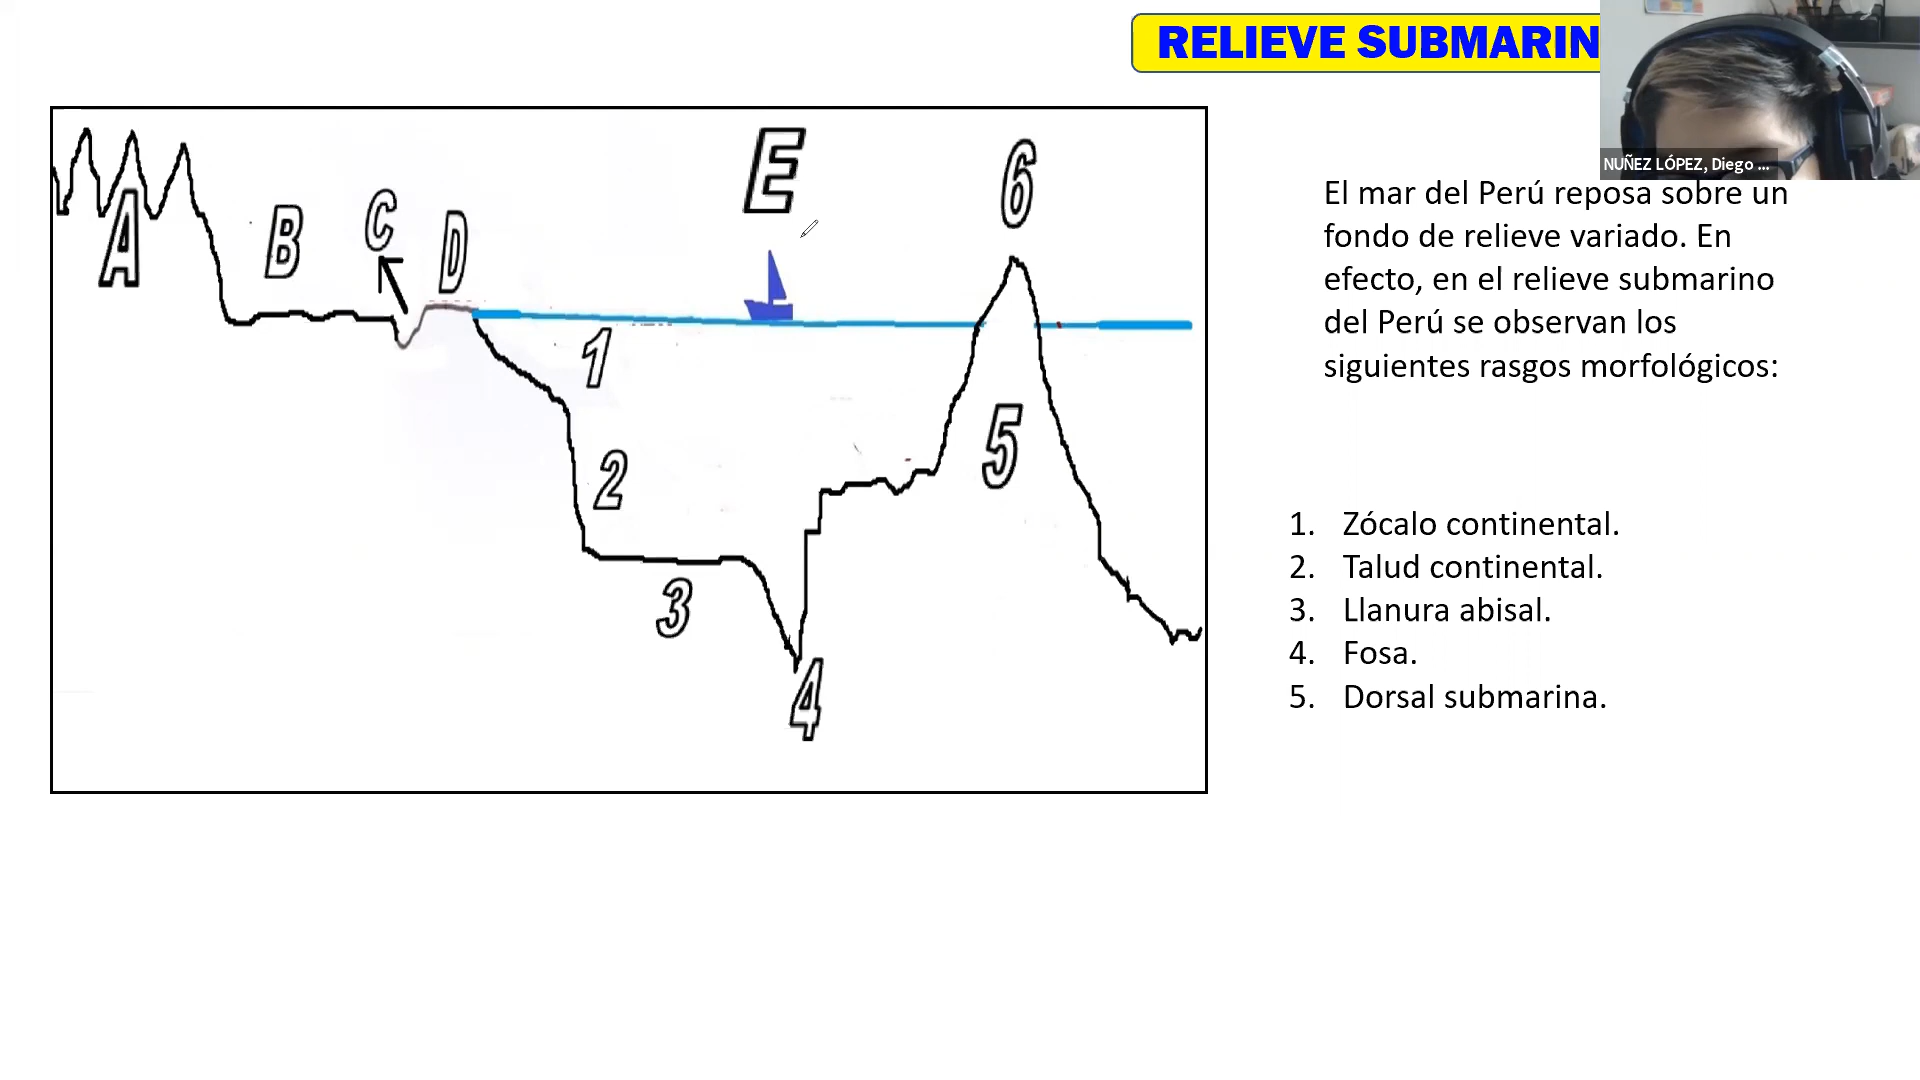 RELIEVE SUBMARIN
NUÑEZ LÓPEZ, Diego ...
A
B
C
D
E
6
1
2
3
4
5
El mar del Perú reposa sobre un
fondo de relieve variado. En
efecto, en el relieve submarino
del Perú se observan los
siguientes rasgos morfológicos:
1. Zócalo continental.
2. Talud continental.
3. Llanura abisal.
4. Fosa.
5. Dorsal submarina.